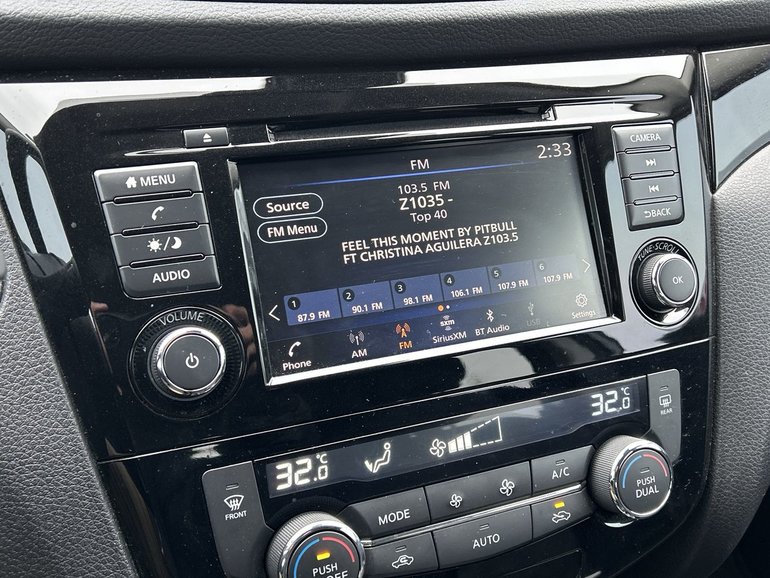 FM
2:33
CAMERA
MENU
Source
103.5 FM
Z1035 -
Top 40
FM Menu
BACK
FEEL THIS MOMENT BY PITBULL
FT CHRISTINA AGUILERA Z103.5
AUDIO
TUNE·SCROLL
OK
1 87.9 FM
2 90.1 FM
3 98.1 FM
4 106.1 FM
5 107.9 FM
6 107.9 FM
VOLUME
Phone
AM
FM
sxm
SiriusXM
BT Audio
USB
Settings
32.0 °C
32.0 °C
REAR
FRONT
MODE
A/C
AUTO
PUSH
DUAL
PUSH
OFF